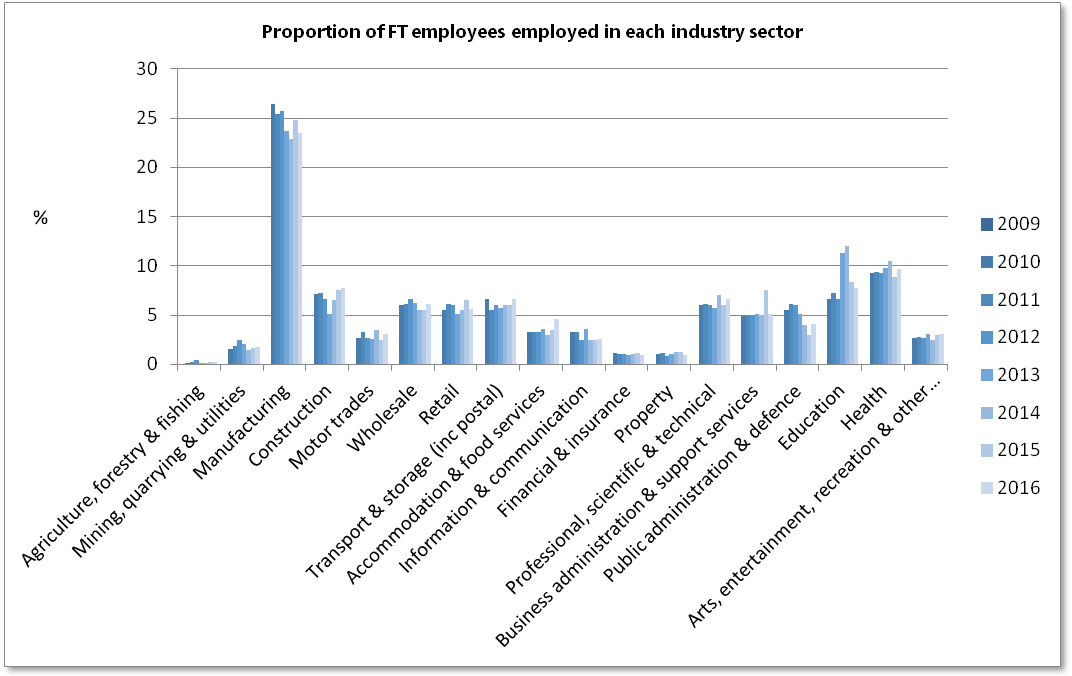 Proportion of FT employees employed in each industry sector
30
25
20
15
10
5
0
%
Agriculture, forestry & fishing
Mining, quarrying & utilities
Manufacturing
Construction
Motor trades
Wholesale
Retail
Transport & storage (inc postal)
Accommodation & food services
Information & communication
Financial & insurance
Property
Professional, scientific & technical
Business administration & support services
Public administration & defence
Education
Health
Arts, entertainment, recreation & other...
2009
2010
2011
2012
2013
2014
2015
2016